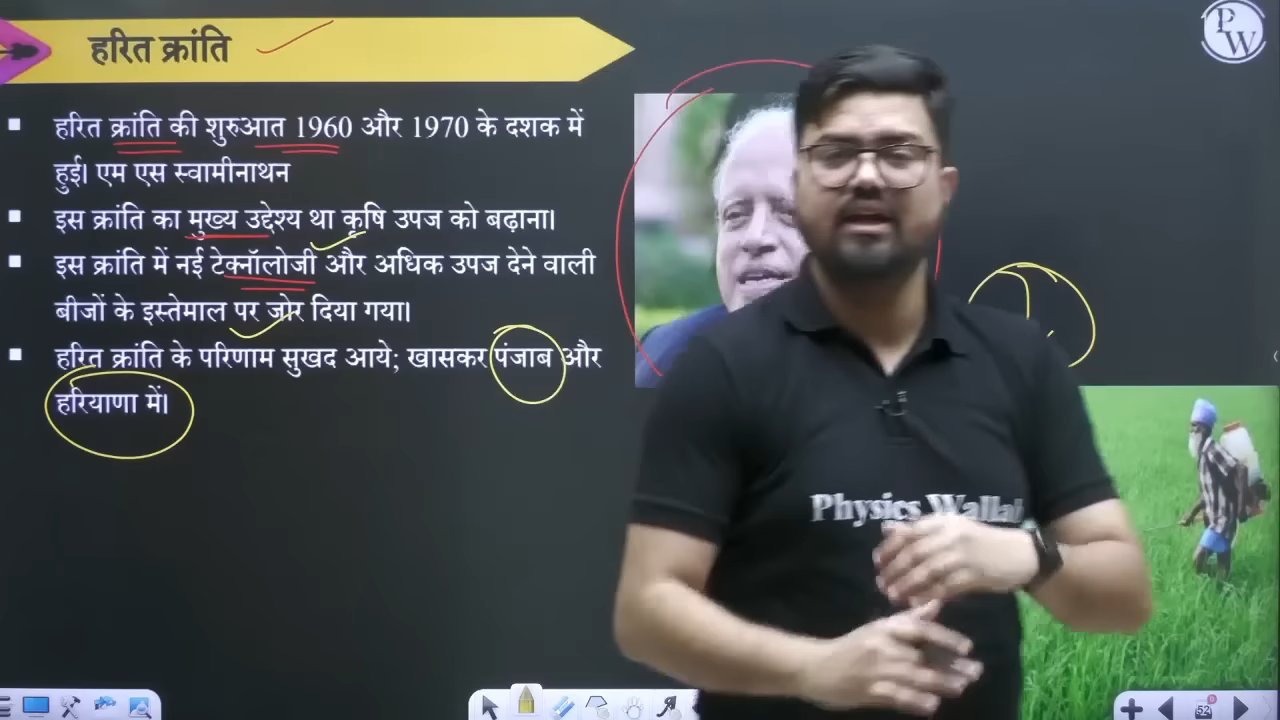 हरित क्रांति
PW
हरित क्रांति की शुरुआत 1960 और 1970 के दशक में
हुई। एम एस स्वामीनाथन
इस क्रांति का मुख्य उद्देश्य था कृषि उपज को बढ़ाना।
इस क्रांति में नई टेक्नॉलोजी और अधिक उपज देने वाली
बीजों के इस्तेमाल पर जोर दिया गया।
हरित क्रांति के परिणाम सुखद आये; खासकर पंजाब और
हरियाणा में।
Physics Wallah
52